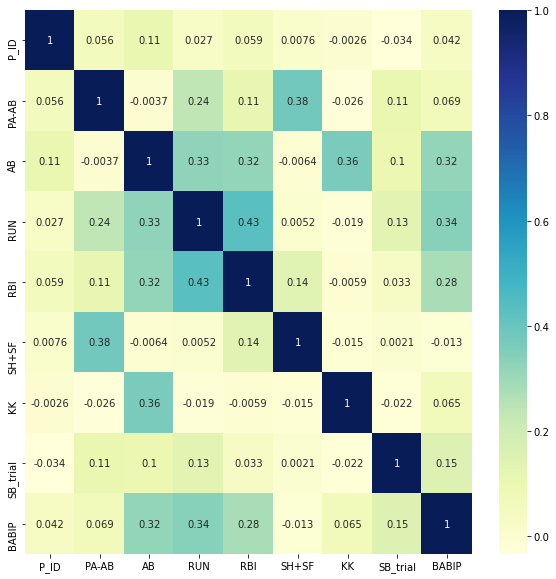 P_ID 1 0.056 0.11 0.027 0.059 0.0076 -0.0026 -0.034 0.042
PA-AB 0.056 1 -0.0037 0.24 0.11 0.38 -0.026 0.11 0.069
AB 0.11 -0.0037 1 0.33 0.32 -0.0064 0.36 0.1 0.32
RUN 0.027 0.24 0.33 1 0.43 0.0052 -0.019 0.13 0.34
RBI 0.059 0.11 0.32 0.43 1 0.14 -0.0059 0.033 0.28
SH+SF 0.0076 0.38 -0.0064 0.0052 0.14 1 -0.015 0.0021 -0.013
KK -0.0026 -0.026 0.36 -0.019 -0.0059 -0.015 1 -0.022 0.065
SB_trial -0.034 0.11 0.1 0.13 0.033 0.0021 -0.022 1 0.15
BABIP 0.042 0.069 0.32 0.34 0.28 -0.013 0.065 0.15 1
P_ID PA-AB AB RUN RBI SH+SF KK SB_trial BABIP
1.0
0.8
0.6
0.4
0.2
0.0